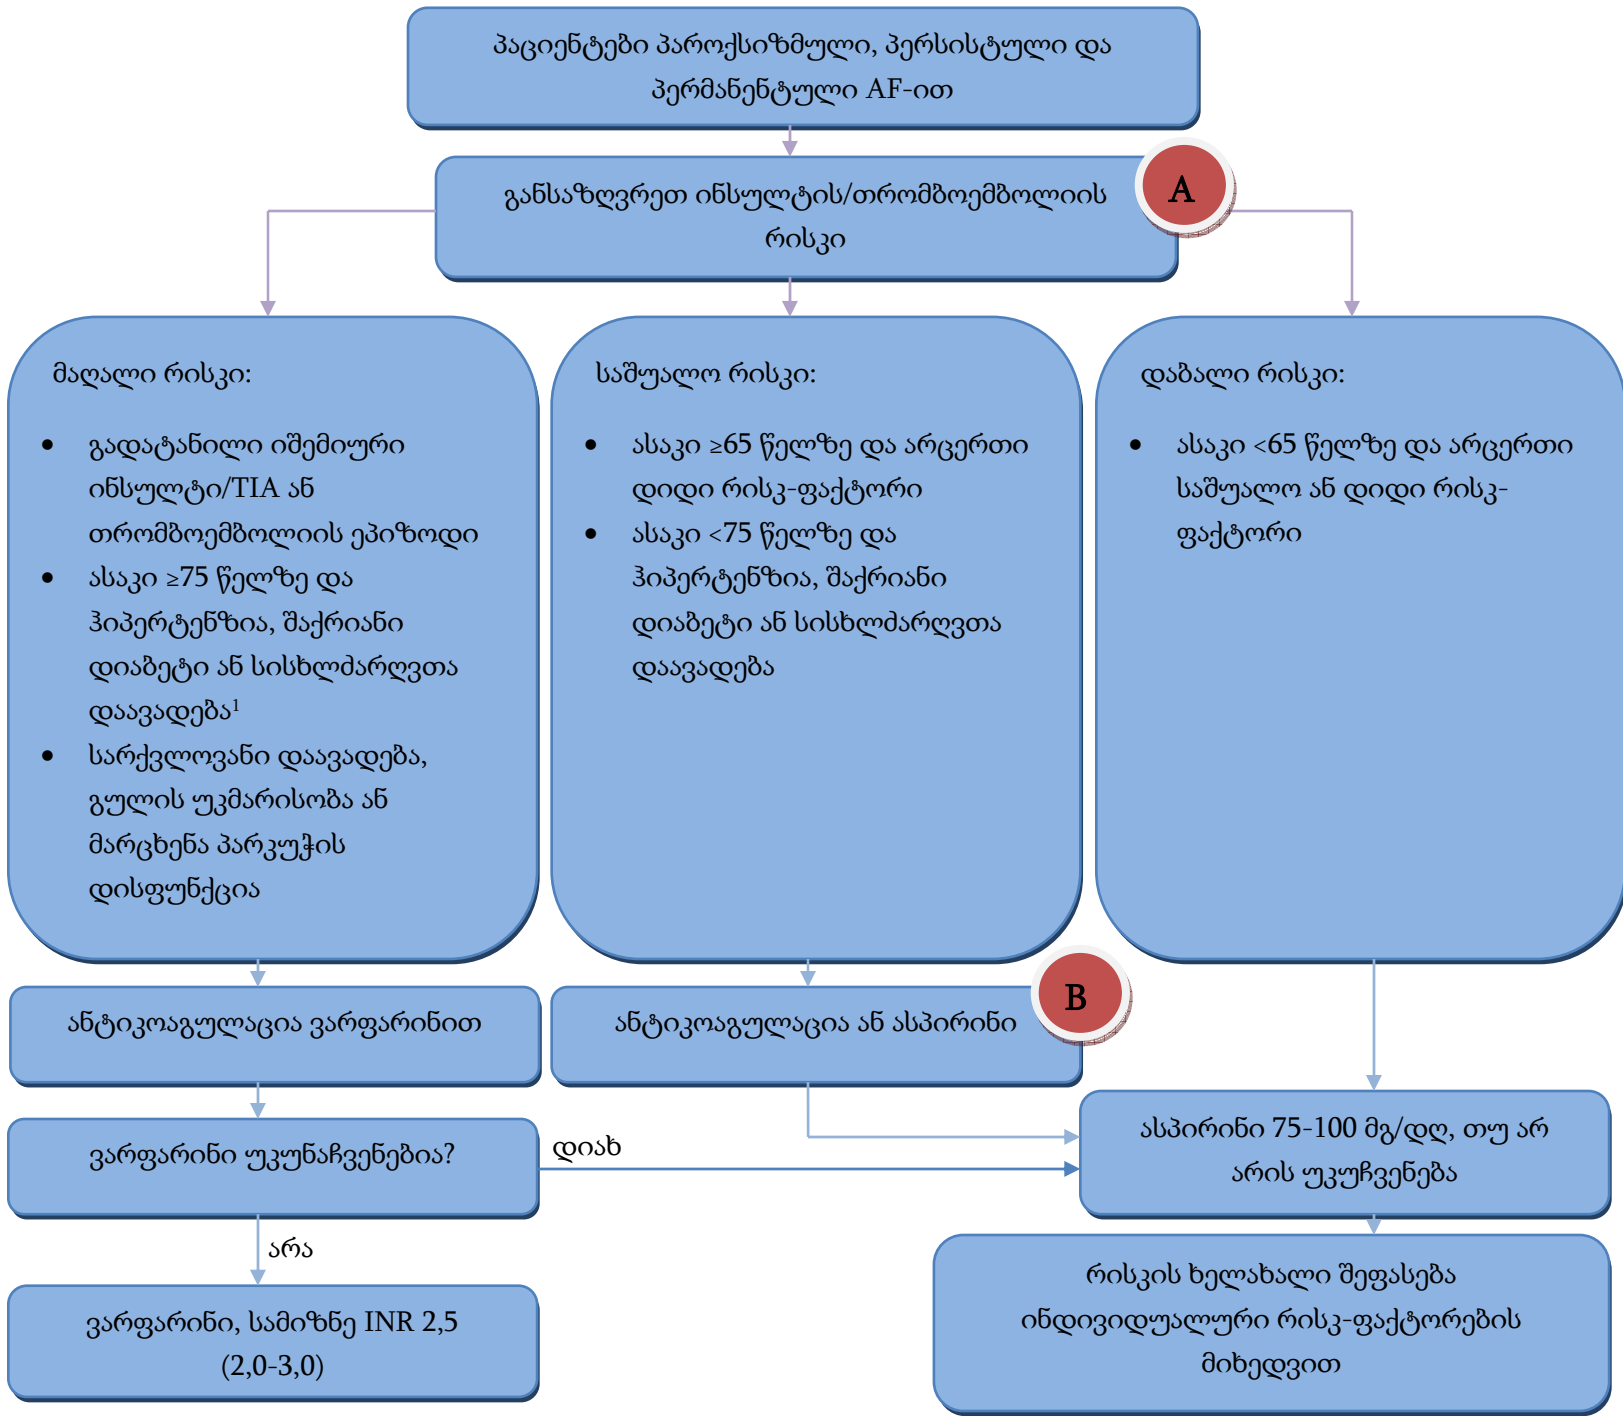 პაციენტები პაროქსიზმული, პერსისტული და
პერმანენტული AF-ით
განსაზღვრეთ ინსულტის/თრომბოემბოლიის
რისკი
A
მაღალი რისკი:
• გადატანილი იშემიური
ინსულტი/TIA ან
თრომბოემბოლიის ეპიზოდი
• ასაკი ≥75 წელზე და
ჰიპერტენზია, შაქრიანი
დიაბეტი ან სისხლძარღვთა
დაავადება¹
• სარქვლოვანი დაავადება,
გულის უკმარისობა ან
მარცხენა პარკუჭის
დისფუნქცია
საშუალო რისკი:
• ასაკი ≥65 წელზე და არცერთი
დიდი რისკ-ფაქტორი
• ასაკი <75 წელზე და
ჰიპერტენზია, შაქრიანი
დიაბეტი ან სისხლძარღვთა
დაავადება
დაბალი რისკი:
• ასაკი <65 წელზე და არცერთი
საშუალო ან დიდი რისკ-
ფაქტორი
ანტიკოაგულაცია ვარფარინით
ანტიკოაგულაცია ან ასპირინი
B
ვარფარინი უკუნაჩვენებია?
დიახ
ასპირინი 75-100 მგ/დღ, თუ არ
არის უკუჩვენება
არა
ვარფარინი, სამიზნე INR 2,5
(2,0-3,0)
რისკის ხელახალი შეფასება
ინდივიდუალური რისკ-ფაქტორების
მიხედვით